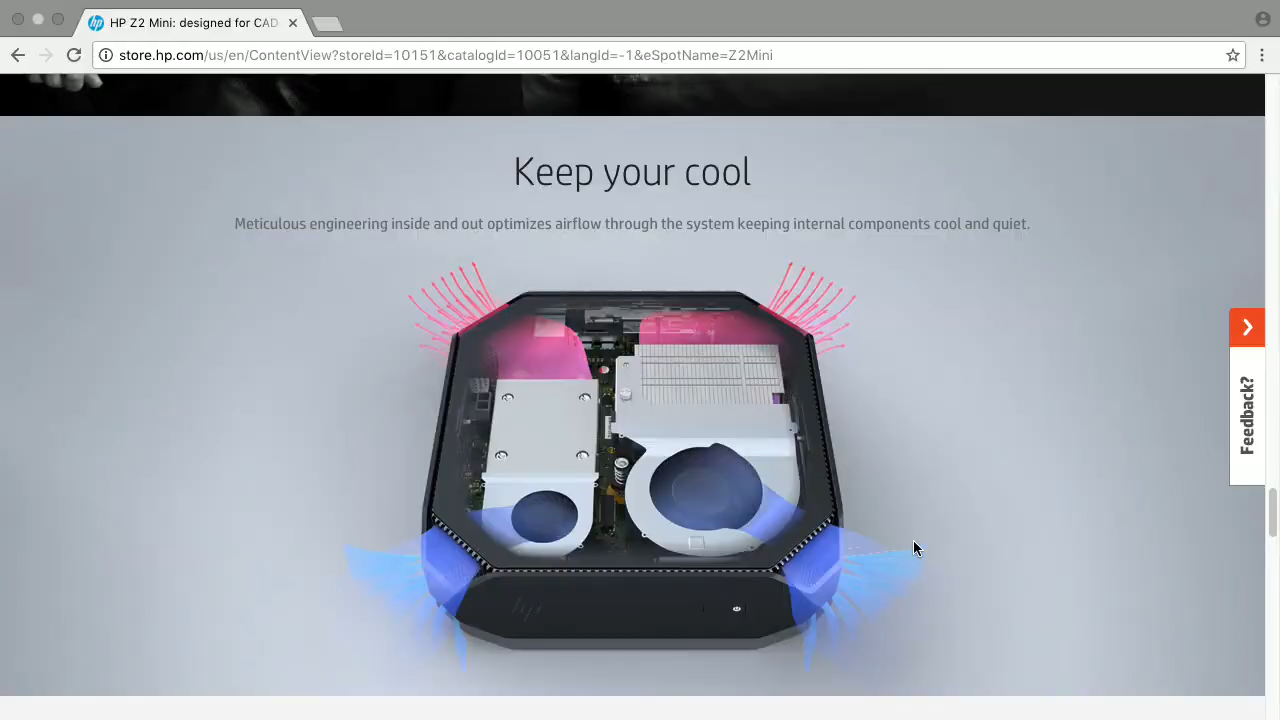 HP Z2 Mini: designed for CAD
store.hp.com/us/en/ContentView?storeId=10151&catalogId=10051&langId=-1&eSpotName=Z2Mini
Keep your cool
Meticulous engineering inside and out optimizes airflow through the system keeping internal components cool and quiet.
Feedback?
hp